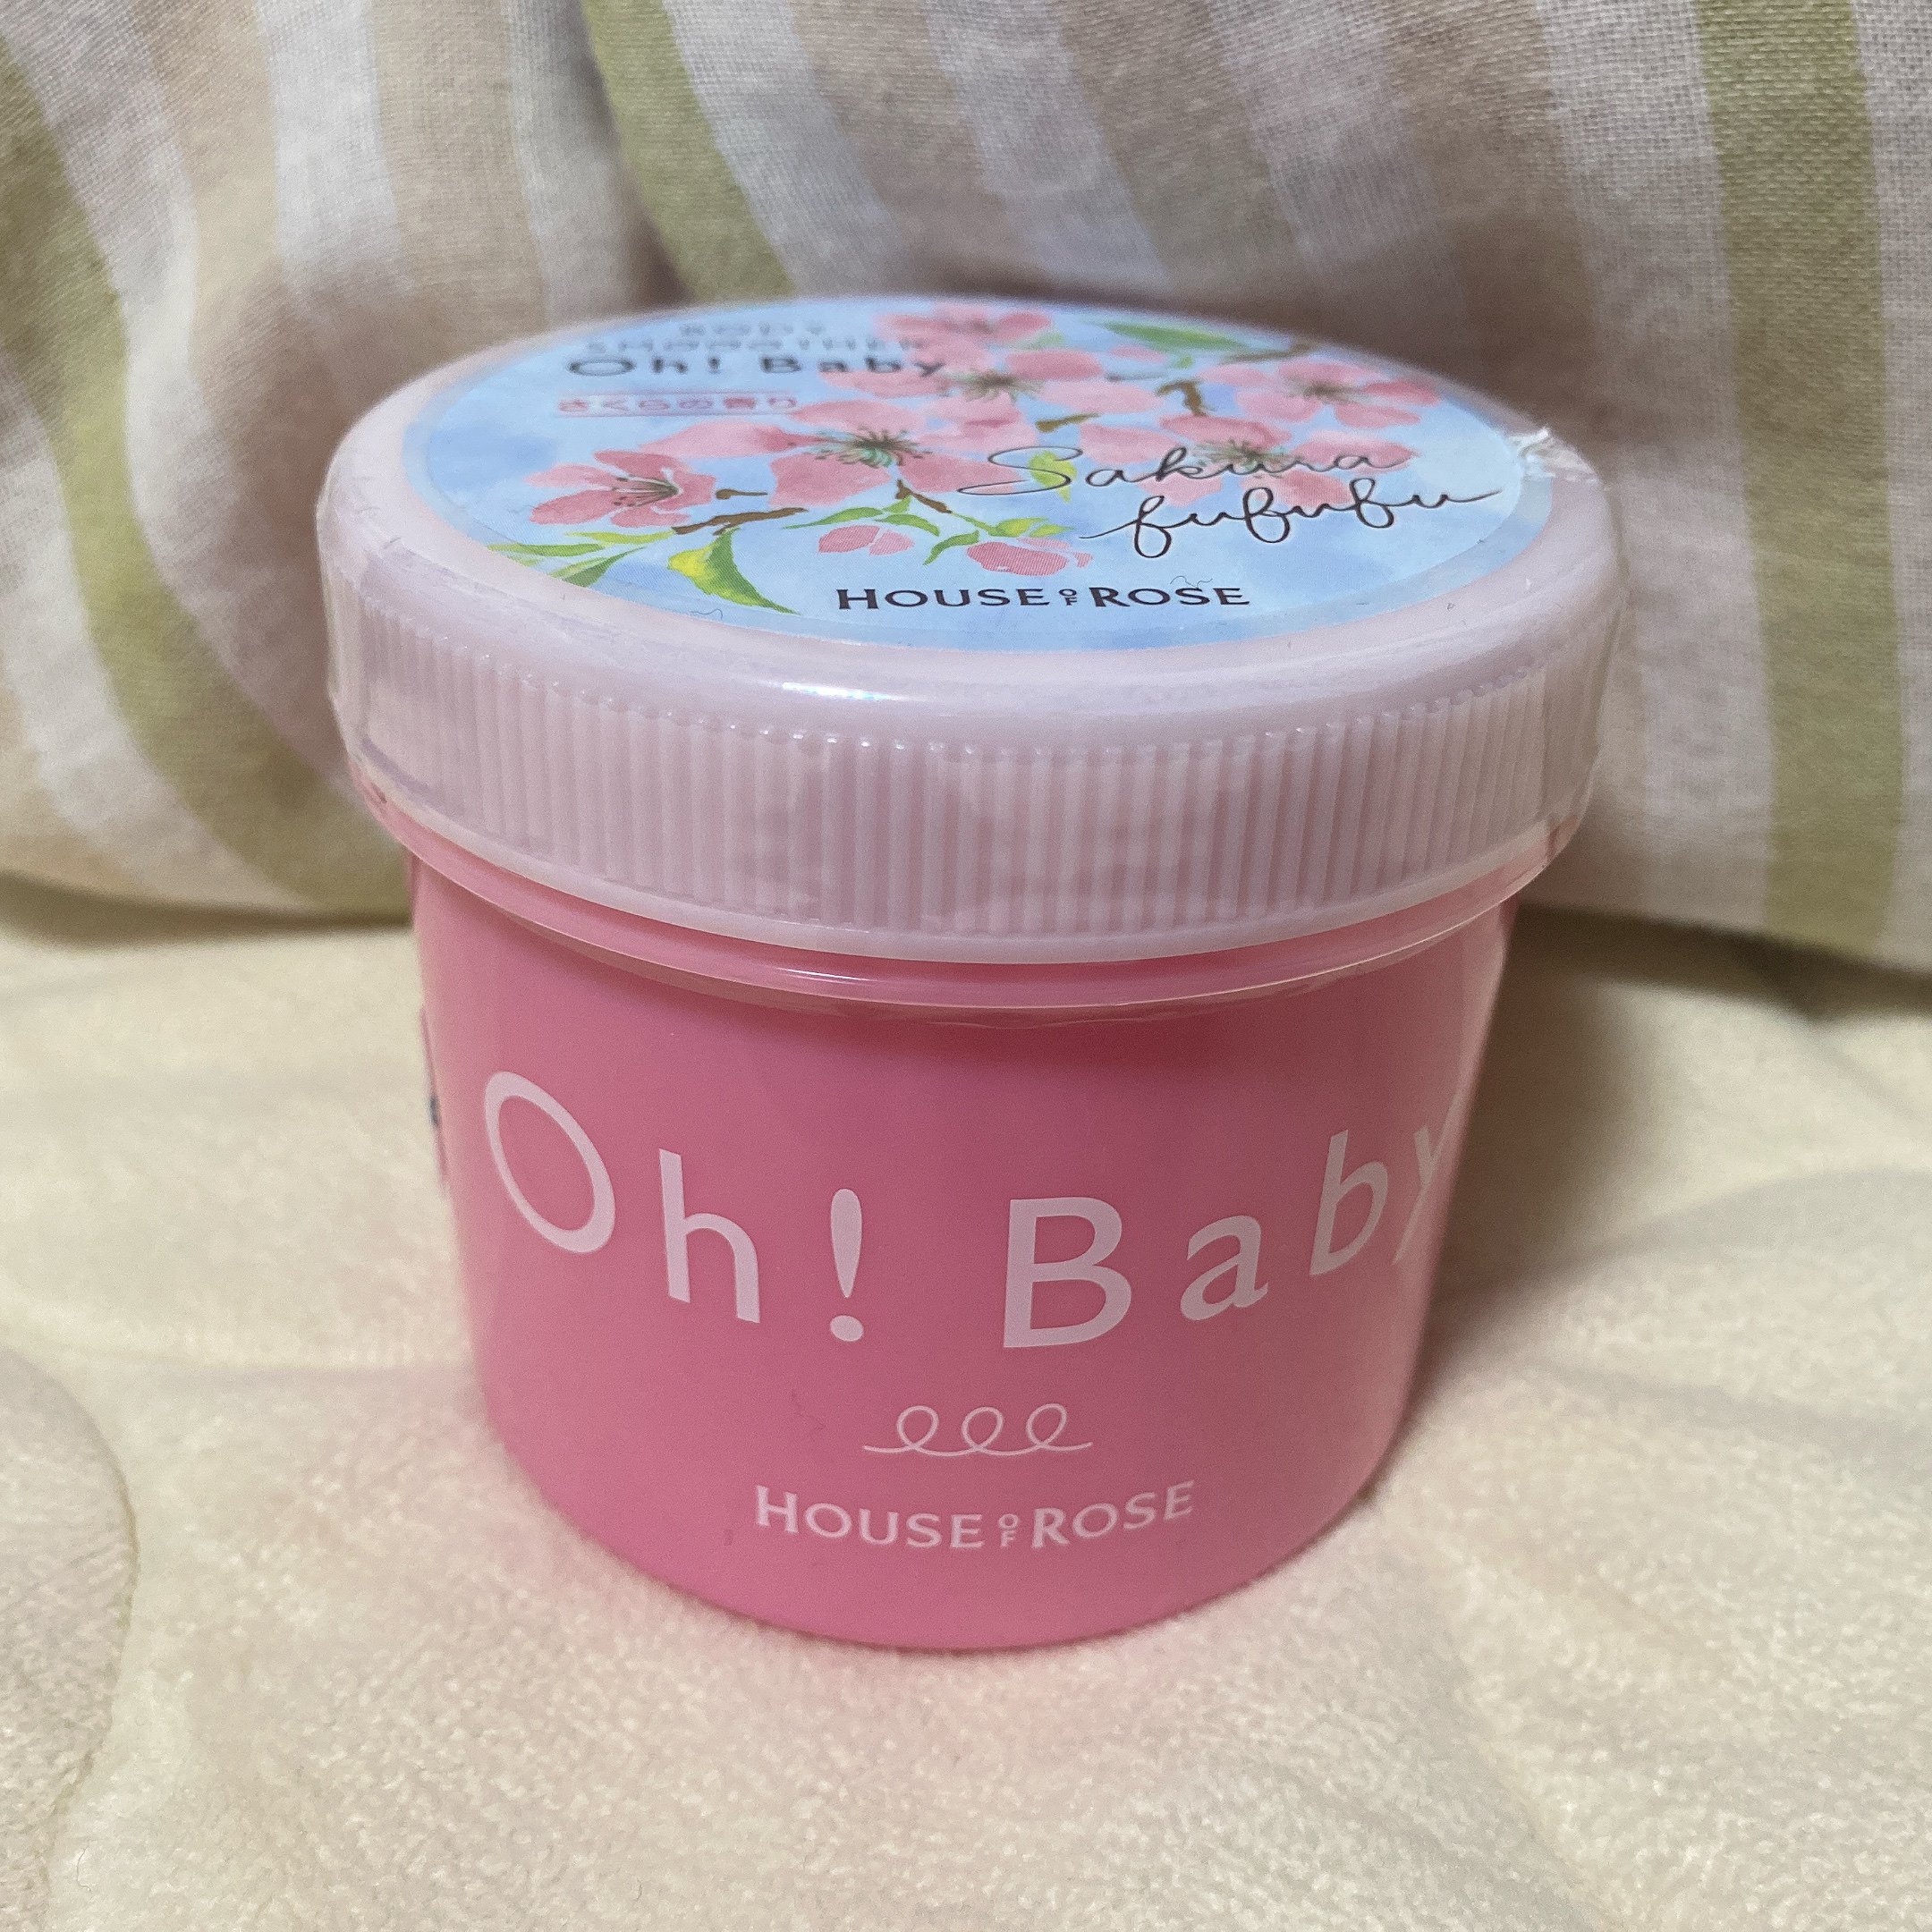 BODY
SMOOOTHER
Oh! Baby
さくらの香り
Sakura
fufufu
HOUSE OF ROSE
Oh! Baby
HOUSE OF ROSE